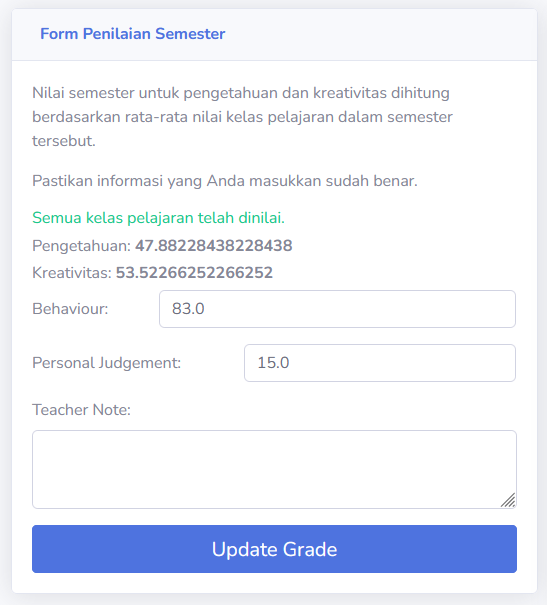 Form Penilaian Semester
Nilai semester untuk pengetahuan dan kreativitas dihitung
berdasarkan rata-rata nilai kelas pelajaran dalam semester
tersebut.
Pastikan informasi yang Anda masukkan sudah benar.
Semua kelas pelajaran telah dinilai.
Pengetahuan: 47.88228438228438
Kreativitas: 53.52266252266252
Behaviour: 83.0
Personal Judgement: 15.0
Teacher Note:
Update Grade